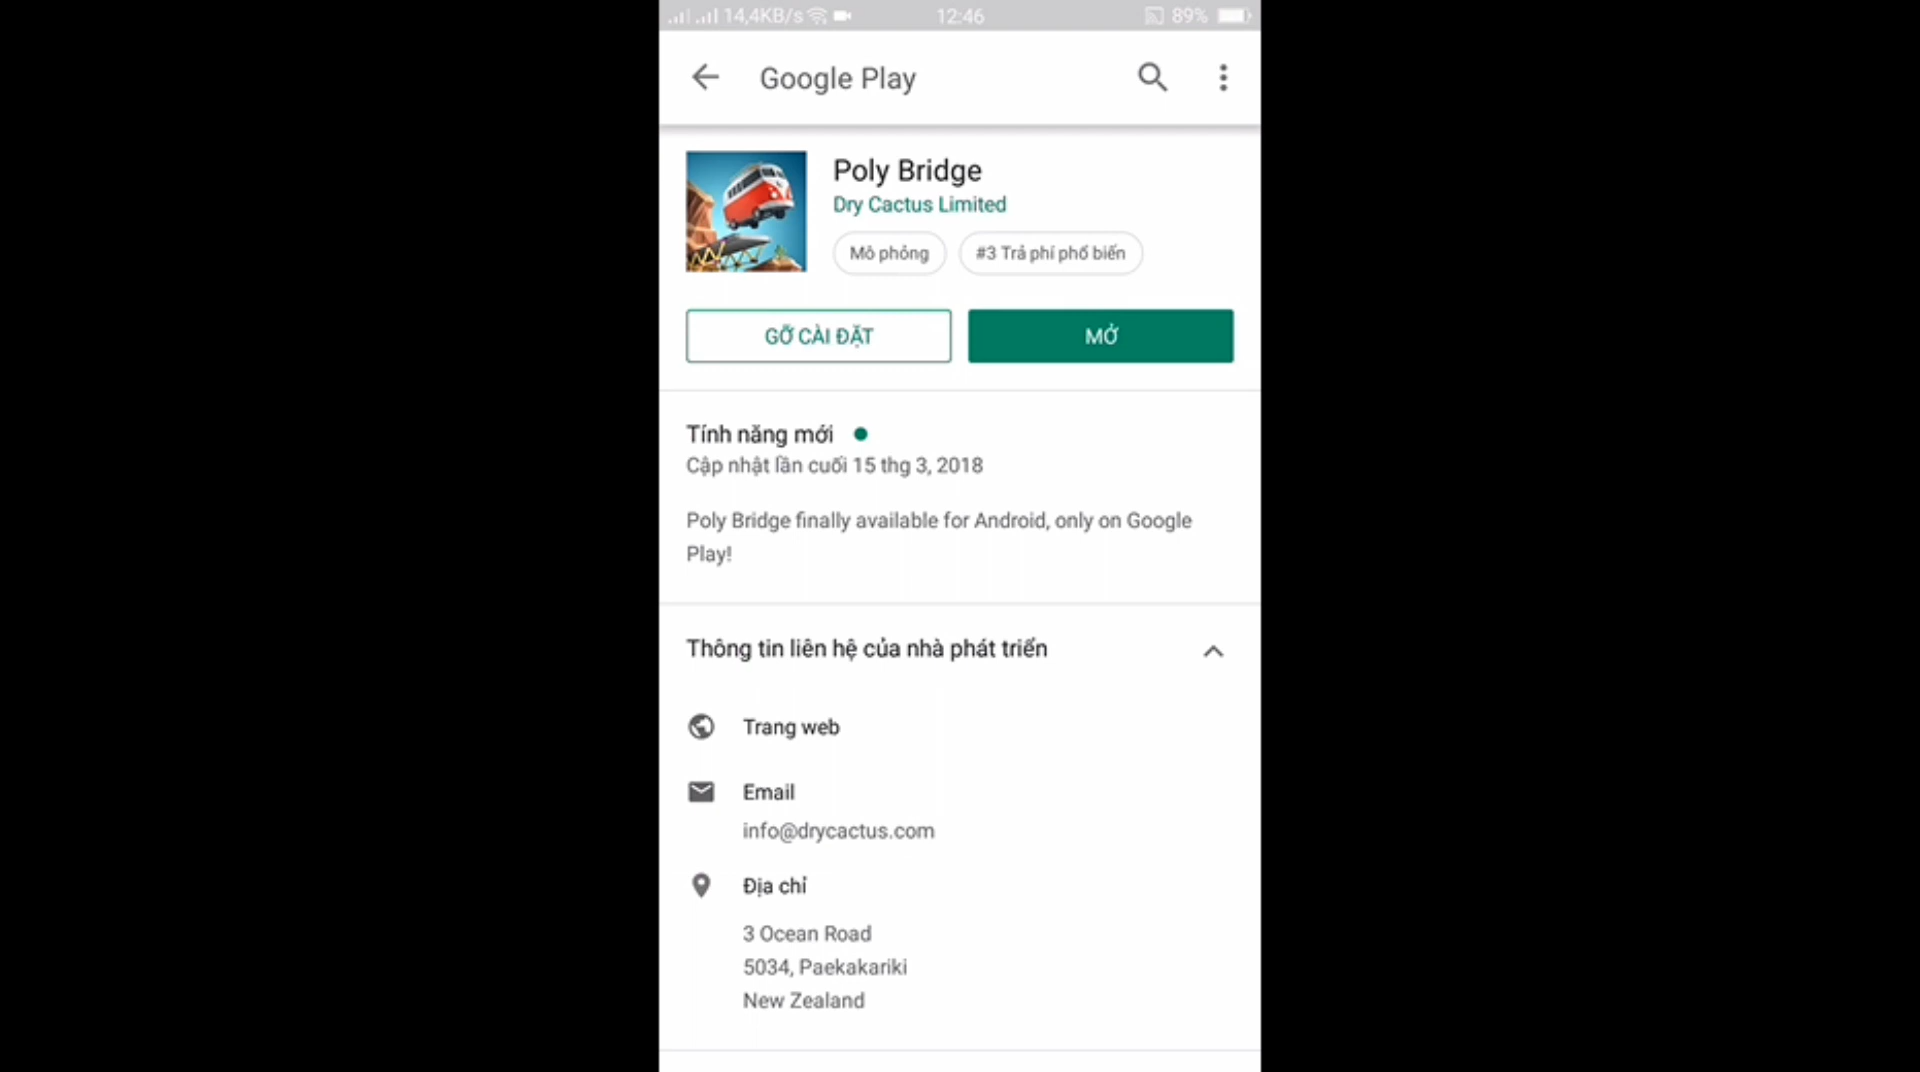 14,4KB/s 12:46 89%
Google Play
Poly Bridge
Dry Cactus Limited
Mô phỏng #3 Trả phí phổ biến
GỠ CÀI ĐẶT MỞ
Tính năng mới
Cập nhật lần cuối 15 thg 3, 2018
Poly Bridge finally available for Android, only on Google
Play!
Thông tin liên hệ của nhà phát triển
Trang web
Email
info@drycactus.com
Địa chỉ
3 Ocean Road
5034, Paekakariki
New Zealand